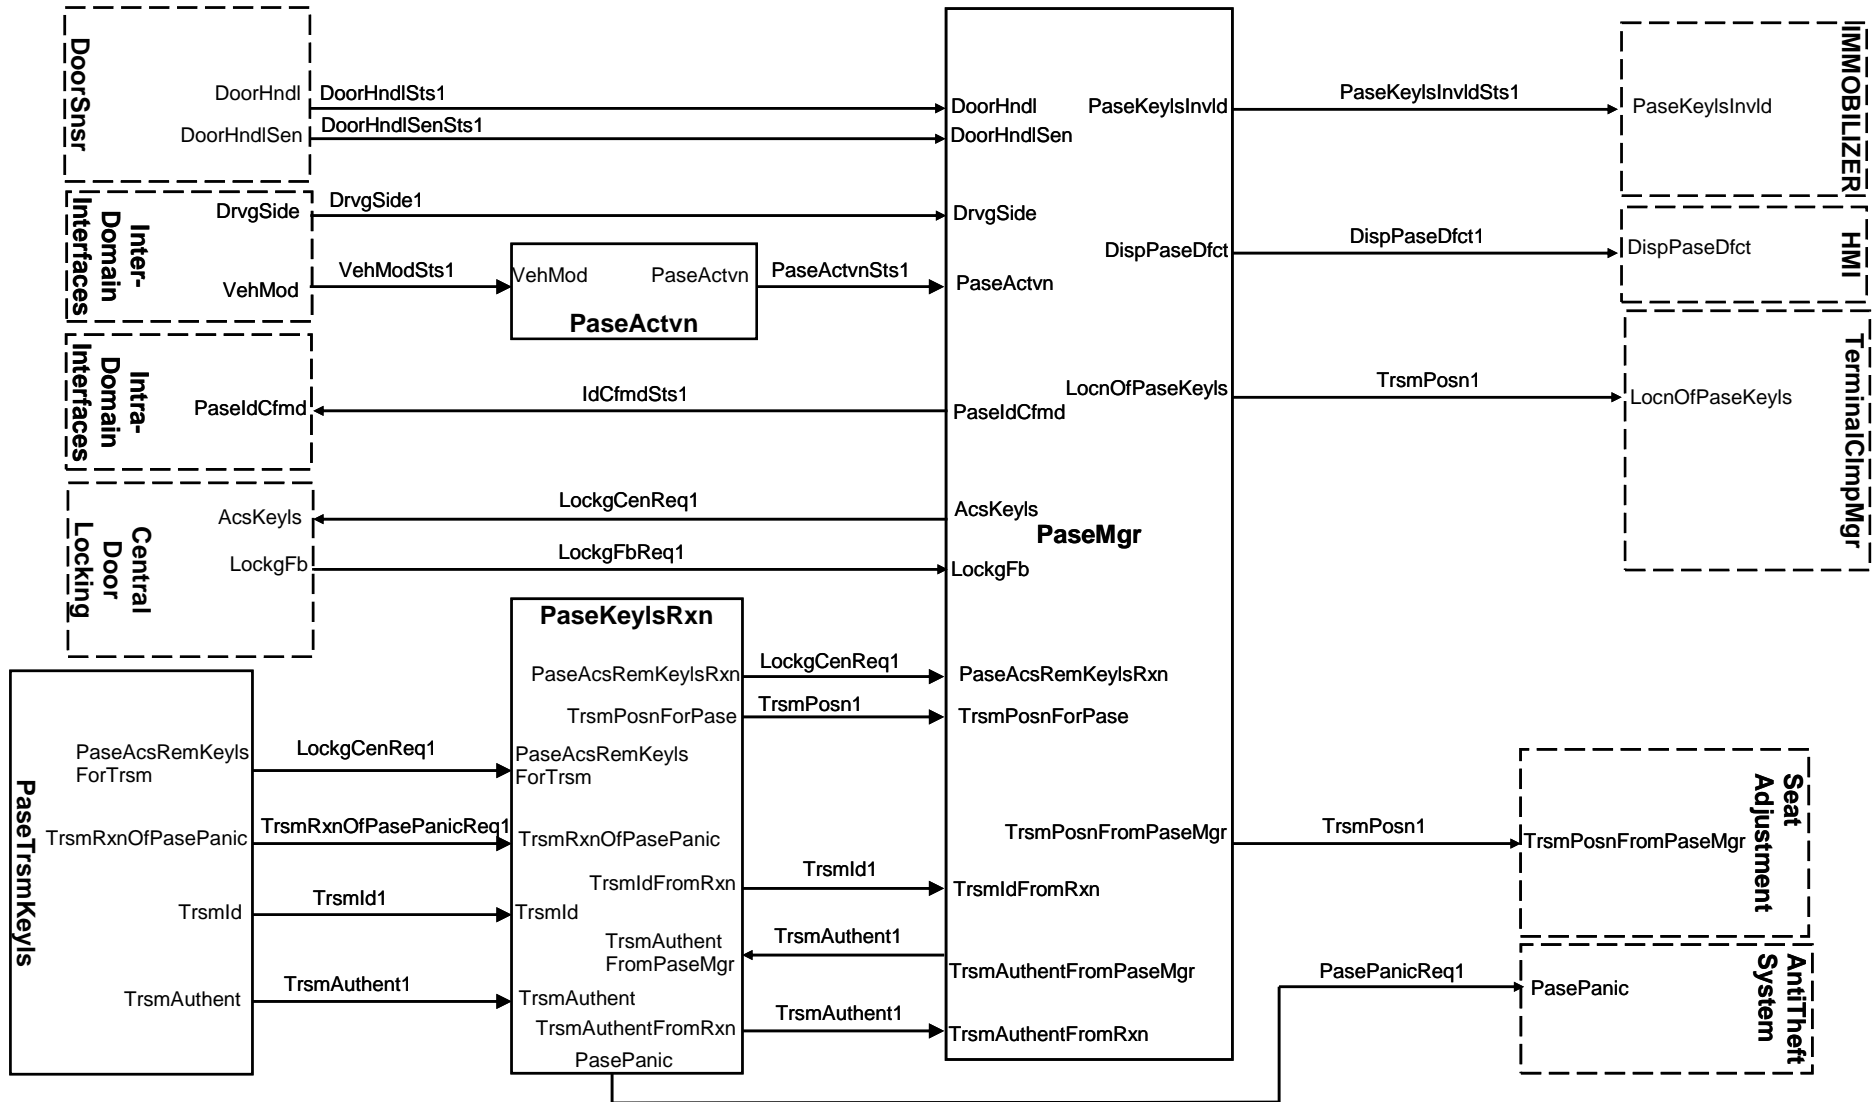 DoorSnsr
DoorHndl
DoorHndlSen
DoorHndlSts1
DoorHndlSenSts1
Inter-
Domain
Interfaces
DrvgSide
VehMod
DrvgSide1
VehModSts1
VehMod
PaseActvn
PaseActvn
PaseActvnSts1
Intra-
Domain
Interfaces
PaseIdCfmd
IdCfmdSts1
Central
Door
Locking
AcsKeyls
LockgFb
LockgCenReq1
LockgFbReq1
PaseTrsmKeyls
PaseAcsRemKeyls
ForTrsm
TrsmRxnOfPasePanic
TrsmId
TrsmAuthent
LockgCenReq1
TrsmRxnOfPasePanicReq1
TrsmId1
TrsmAuthent1
PaseKeylsRxn
PaseAcsRemKeylsRxn
TrsmPosnForPase
PaseAcsRemKeyls
ForTrsm
TrsmRxnOfPasePanic
TrsmIdFromRxn
TrsmId
TrsmAuthent
FromPaseMgr
TrsmAuthent
TrsmAuthentFromRxn
PasePanic
LockgCenReq1
TrsmPosn1
TrsmId1
TrsmAuthent1
TrsmAuthent1
DoorHndl
DoorHndlSen
DrvgSide
PaseActvn
PaseIdCfmd
AcsKeyls
PaseMgr
LockgFb
PaseAcsRemKeylsRxn
TrsmPosnForPase
TrsmIdFromRxn
TrsmAuthentFromPaseMgr
TrsmAuthentFromRxn
PaseKeylsInvld
DispPaseDfct
LocnOfPaseKeyls
TrsmPosnFromPaseMgr
PaseKeylsInvldSts1
DispPaseDfct1
TrsmPosn1
TrsmPosn1
PasePanicReq1
PaseKeylsInvld
IMMOBILIZER
DispPaseDfct
HMI
LocnOfPaseKeyls
TerminalClmpMgr
Seat
Adjustment
TrsmPosnFromPaseMgr
AntiTheft
System
PasePanic